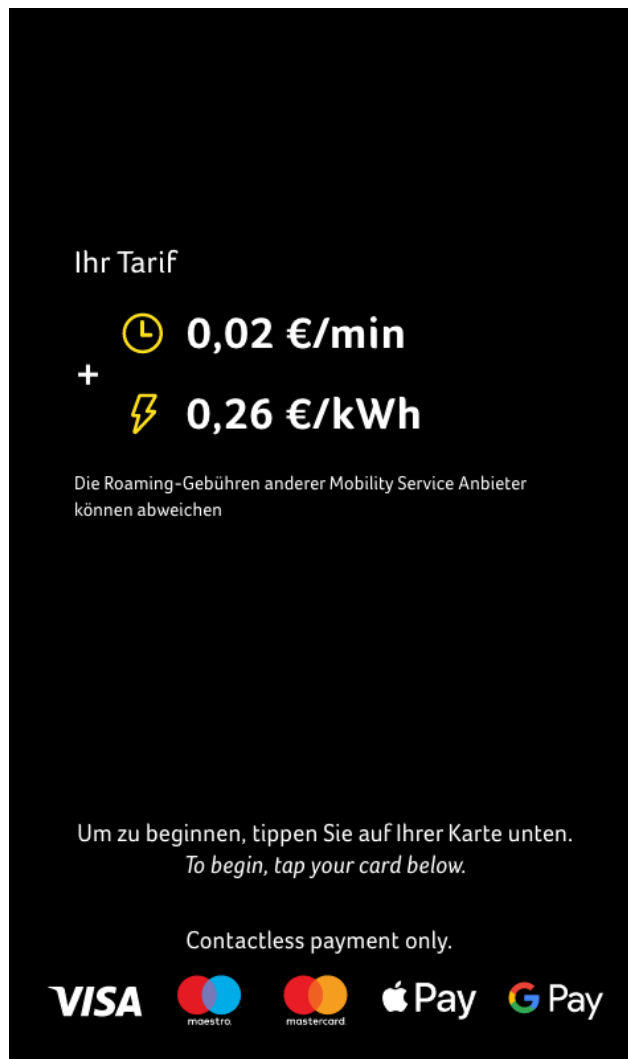 Ihr Tarif
0,02 €/min
+
0,26 €/kWh
Die Roaming-Gebühren anderer Mobility Service Anbieter
können abweichen
Um zu beginnen, tippen Sie auf Ihrer Karte unten.
To begin, tap your card below.
Contactless payment only.
VISA maestro. mastercard. Pay G Pay